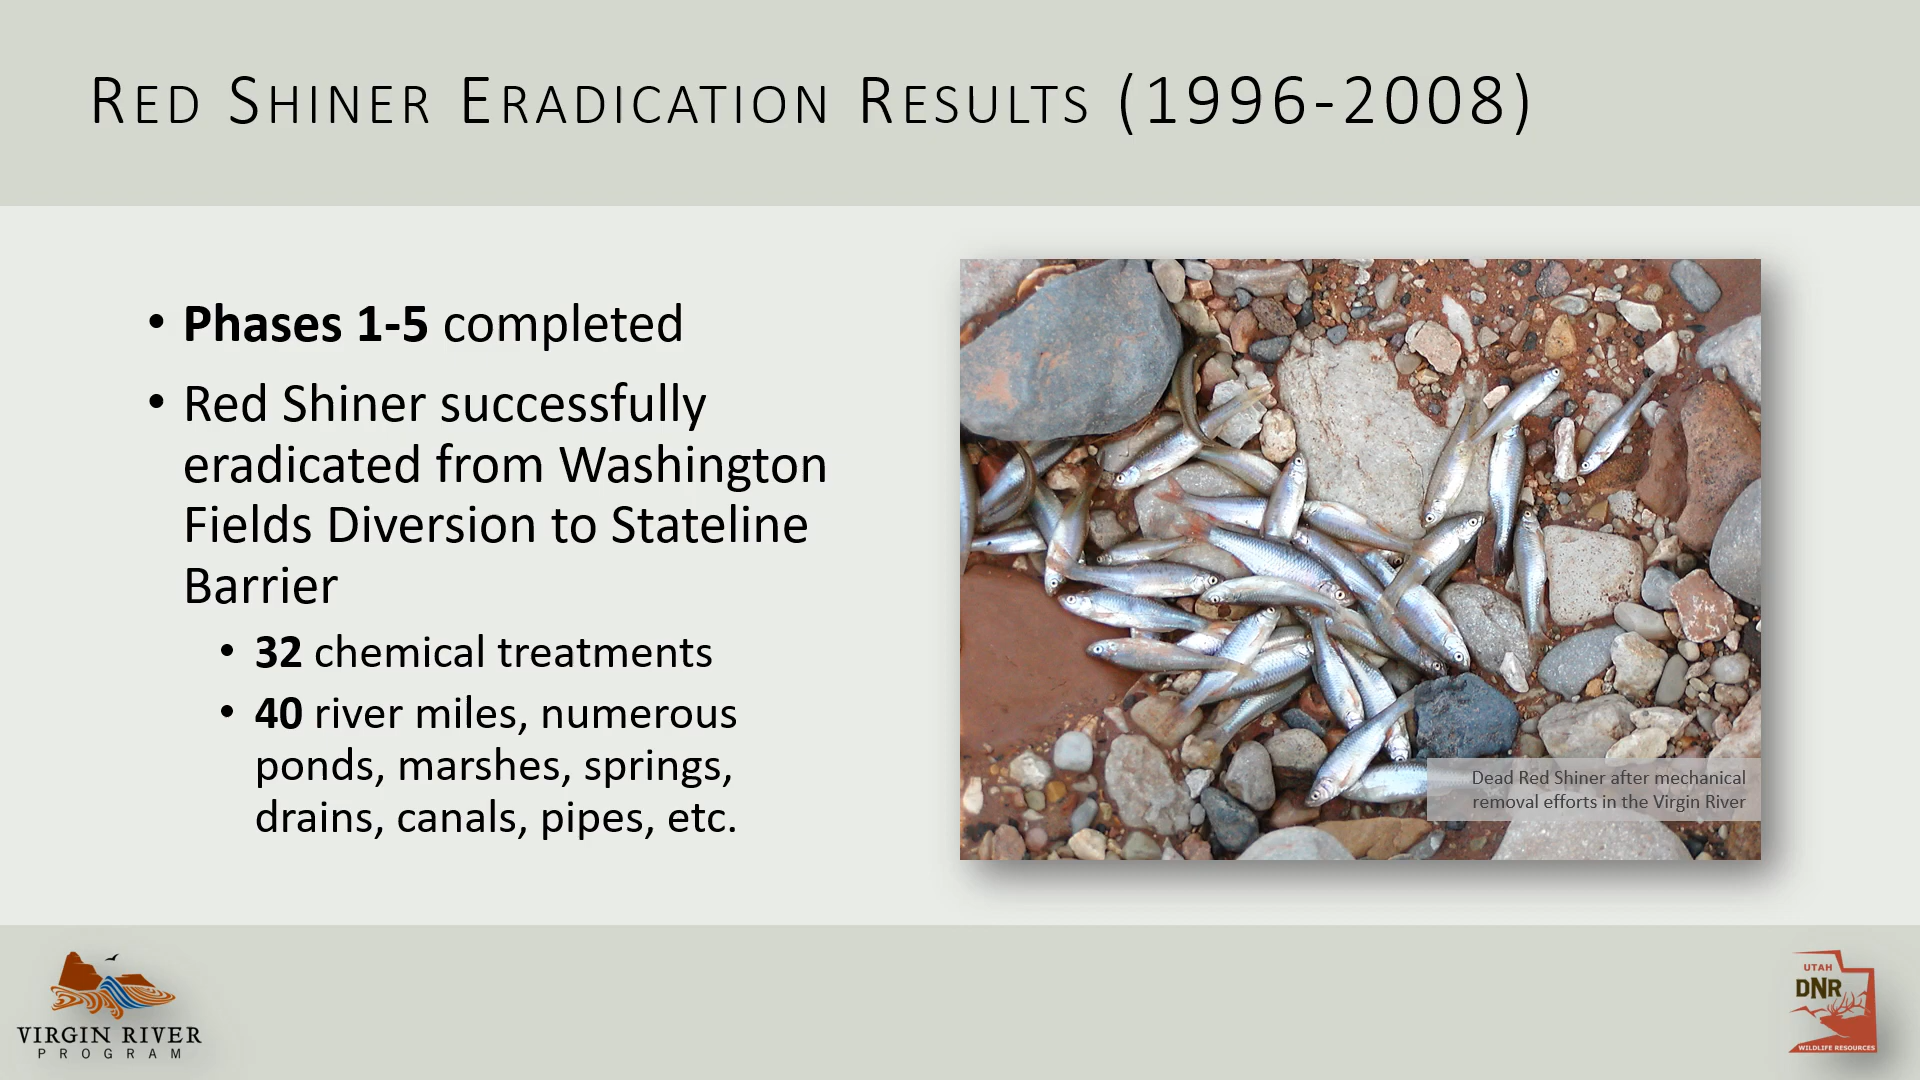 Red Shiner Eradication Results (1996-2008)
• Phases 1-5 completed
• Red Shiner successfully
eradicated from Washington
Fields Diversion to Stateline
Barrier
• 32 chemical treatments
• 40 river miles, numerous
ponds, marshes, springs,
drains, canals, pipes, etc.
Dead Red Shiner after mechanical
removal efforts in the Virgin River
VIRGIN RIVER
PROGRAM
UTAH
DNR
WILDLIFE RESOURCES